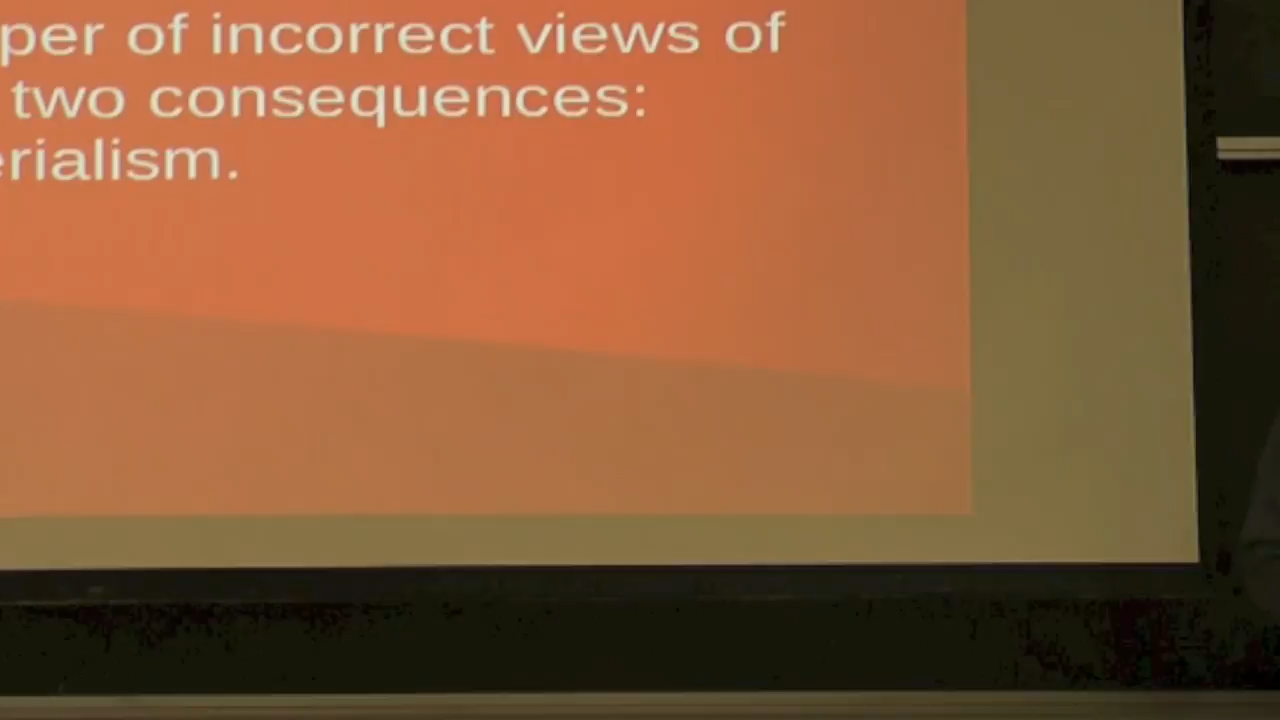 per of incorrect views of
two consequences:
erialism.